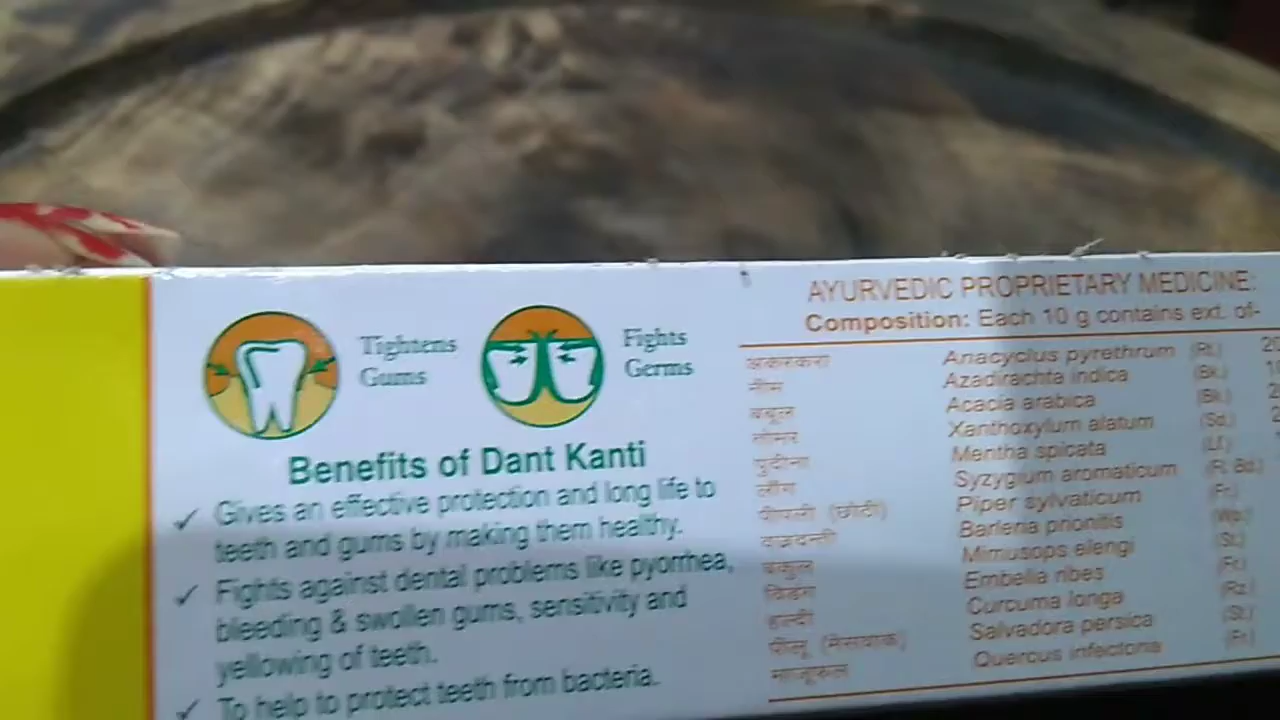 Tightens
Gums
Fights
Germs
Benefits of Dant Kanti
✓ Gives an effective protection and long life to
teeth and gums by making them healthy.
✓ Fights against dental problems like pyorrhea,
bleeding & swollen gums, sensitivity and
yellowing of teeth.
✓ To help to protect teeth from bacteria.
AYURVEDIC PROPRIETARY MEDICINE:
Composition: Each 10 g contains ext. of-
अकरकरा Anacyclus pyrethrum (Rt.)
नीम Azadirachta indica (Bk.)
बबूल Acacia arabica (Bk.)
तोमर Xanthoxylum alatum (Sd.)
पुदीना Mentha spicata (Lf.)
लौंग Syzygium aromaticum (Fl. Bd.)
पीपली (छोटी) Piper sylvaticum (Fr.)
वज्रदन्ती Barleria prionitis (Wp.)
बकुल Mimusops elengi (St.)
विडंग Embelia ribes (Fr.)
हल्दी Curcuma longa (Rz.)
पीलू (मेसवाक) Salvadora persica (St.)
माजूफल Quercus infectoria (Fr.)